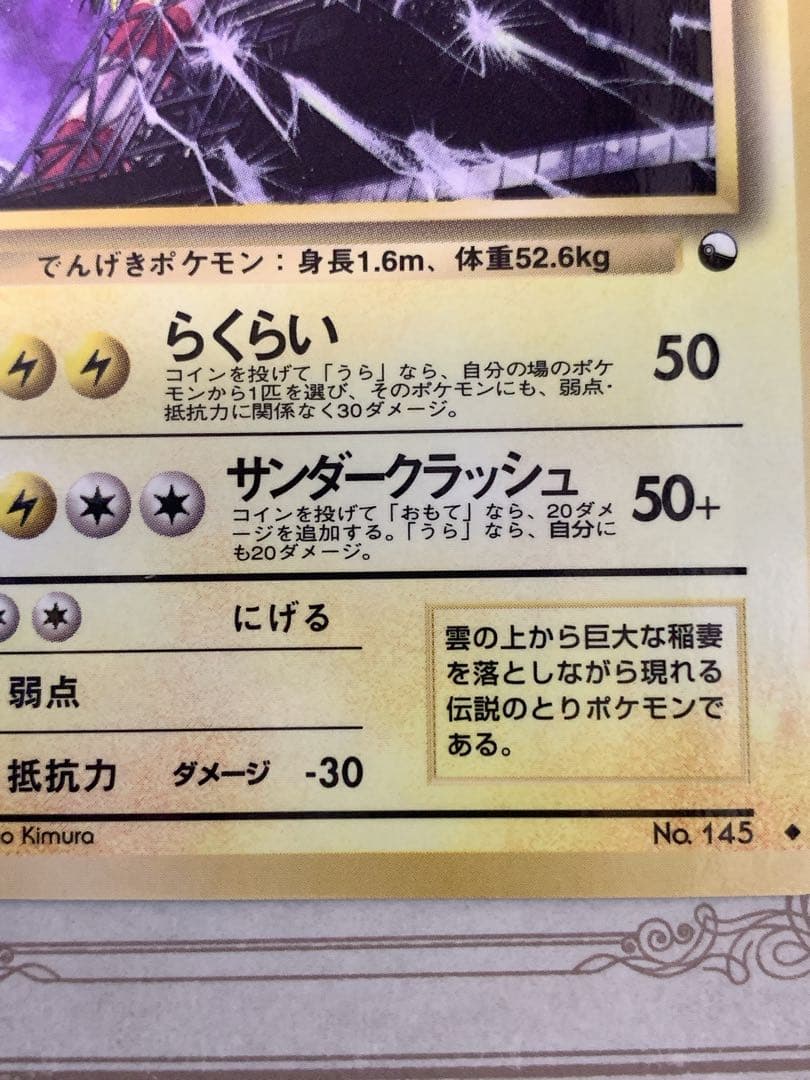 でんげきポケモン：身長1.6m、体重52.6kg
らくらい
50
コインを投げて「うら」なら、自分の場のポケ
モンから1匹を選び、そのポケモンにも、弱点・
抵抗力に関係なく30ダメージ。
サンダークラッシュ
50+
コインを投げて「おもて」なら、20ダメ
ージを追加する。「うら」なら、自分に
も20ダメージ。
にげる
弱点
抵抗力 ダメージ -30
雲の上から巨大な稲妻
を落としながら現れる
伝説のとりポケモンで
ある。
o Kimura
No. 145